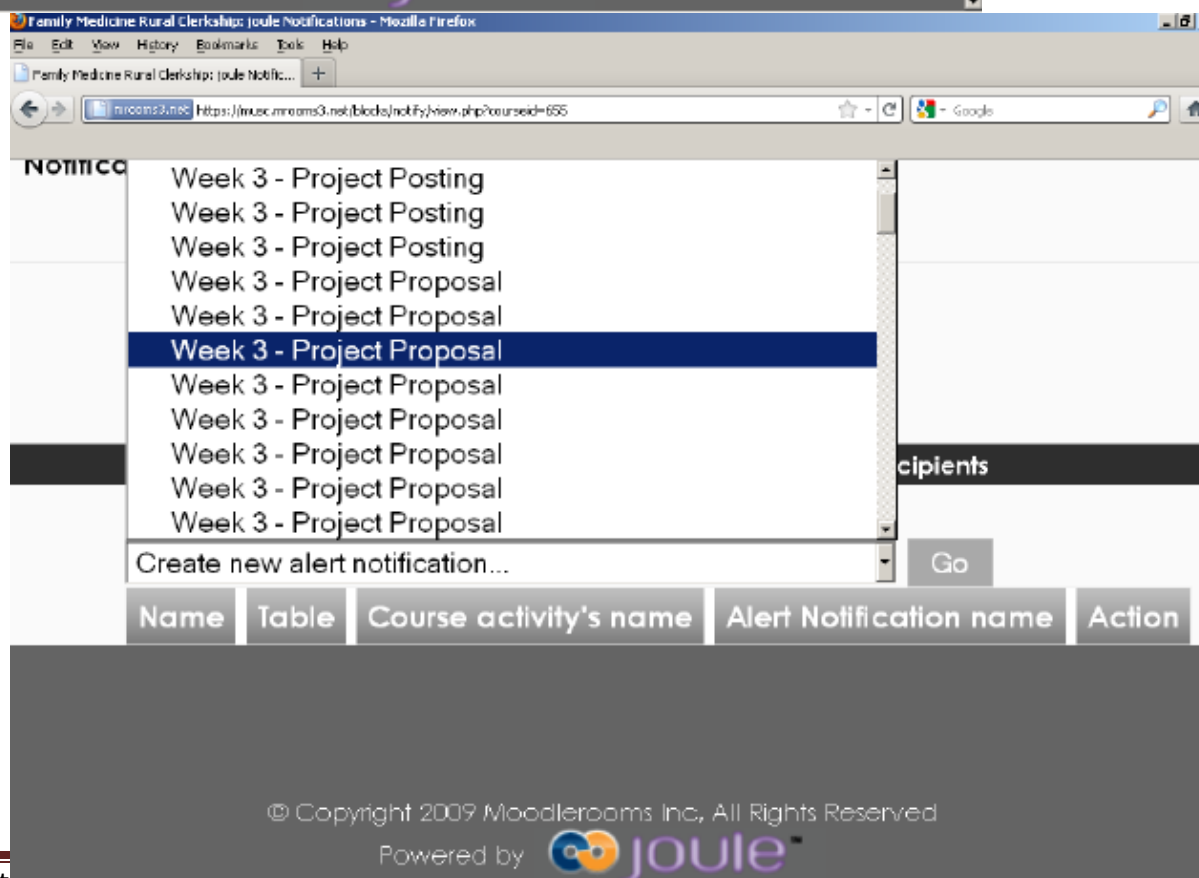 Family Medicine Rural Clerkship: joule Notifications - Mozilla Firefox
File Edit View History Bookmarks Tools Help
Family Medicine Rural Clerkship: joule Notific... +
mrooms3.net https://musc.mrooms3.net/blocks/notify/view.php?courseid=655 Google
Week 3 - Project Posting
Week 3 - Project Posting
Week 3 - Project Posting
Week 3 - Project Proposal
Week 3 - Project Proposal
Week 3 - Project Proposal
Week 3 - Project Proposal
Week 3 - Project Proposal
Week 3 - Project Proposal
Week 3 - Project Proposal
Week 3 - Project Proposal
cipients
Create new alert notification... Go
Name Table Course activity's name Alert Notification name Action
© Copyright 2009 Moodlerooms Inc, All Rights Reserved
Powered by joule™